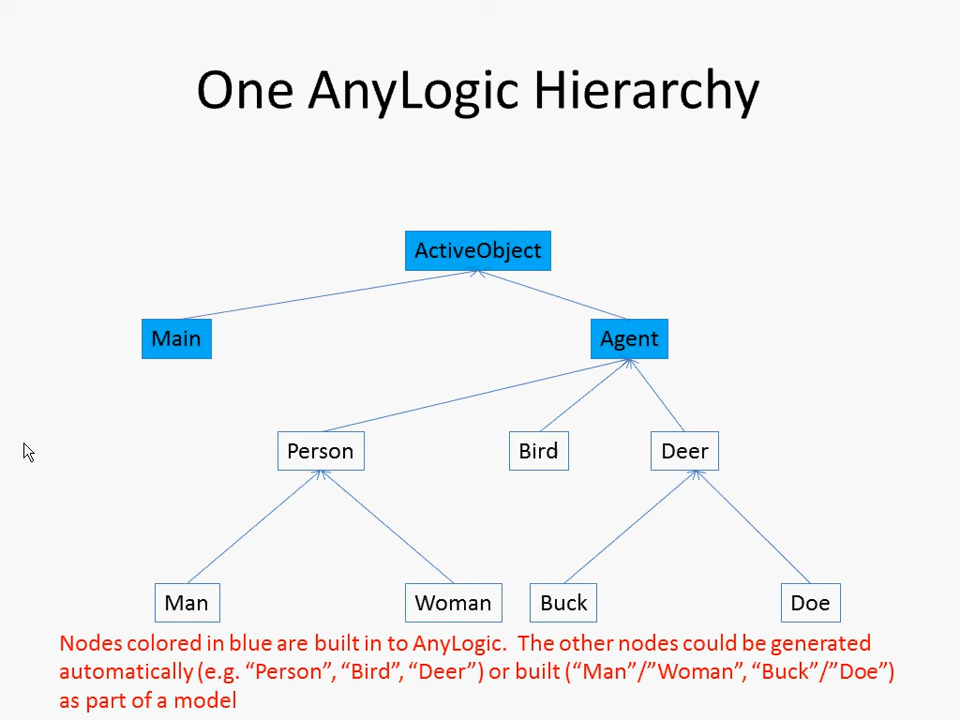 One AnyLogic Hierarchy
ActiveObject
Main
Agent
Person
Bird
Deer
Man
Woman
Buck
Doe
Nodes colored in blue are built in to AnyLogic.  The other nodes could be generated
automatically (e.g. “Person”, “Bird”, “Deer”) or built (“Man”/”Woman”, “Buck”/”Doe”)
as part of a model